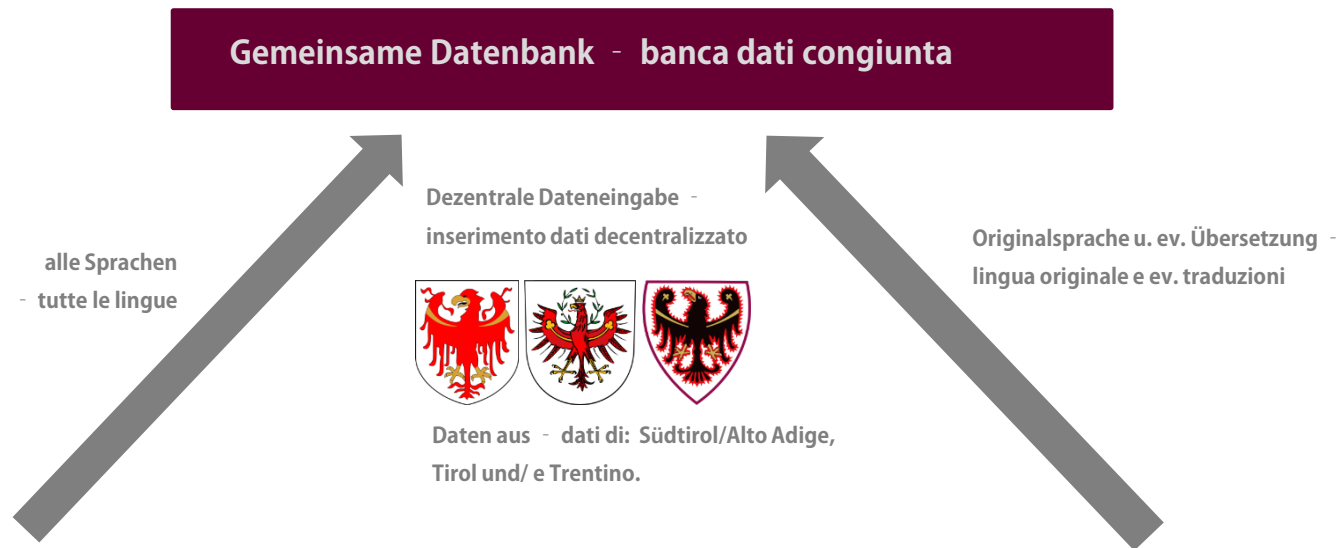 Gemeinsame Datenbank - banca dati congiunta
Dezentrale Dateneingabe -
inserimento dati decentralizzato
alle Sprachen
- tutte le lingue
Originalsprache u. ev. Übersetzung -
lingua originale e ev. traduzioni
Daten aus - dati di: Südtirol/Alto Adige,
Tirol und/ e Trentino.